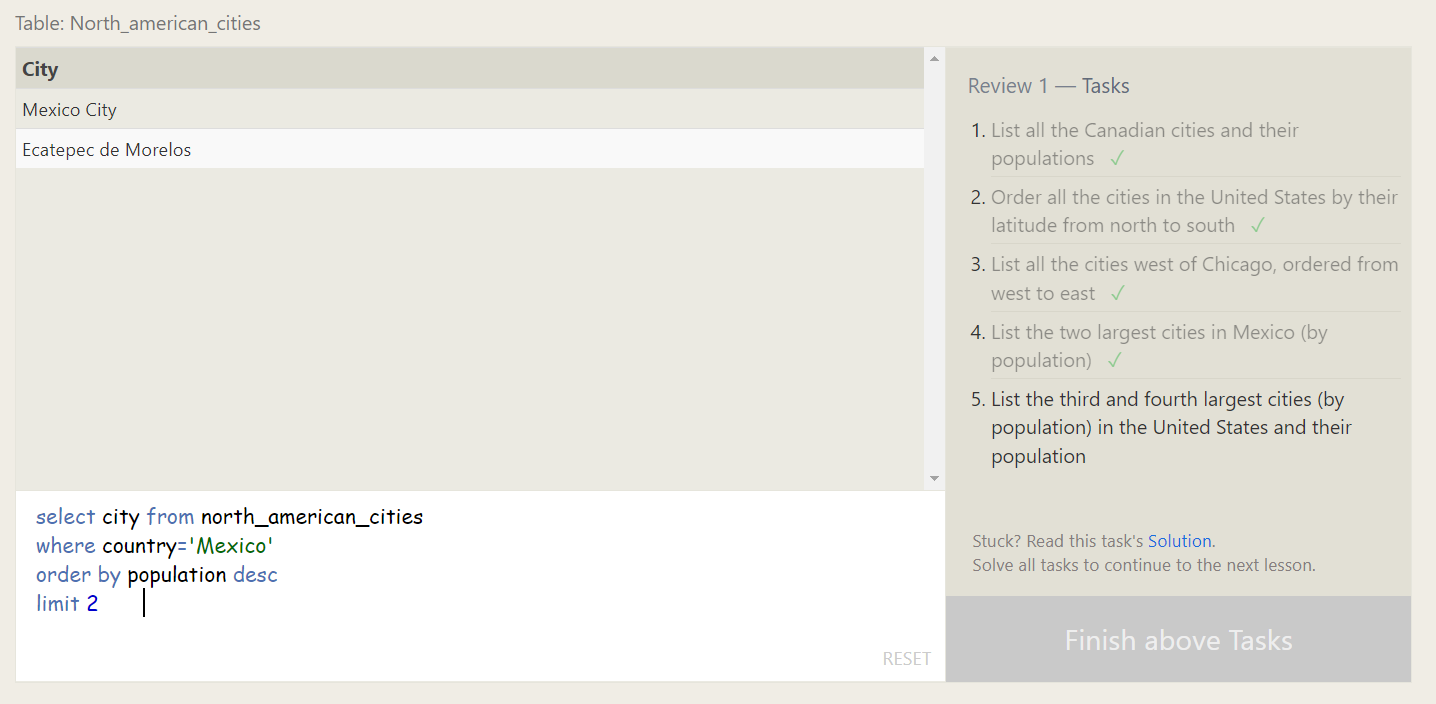 Table: North_american_cities
City
Mexico City
Ecatepec de Morelos
select city from north_american_cities
where country='Mexico'
order by population desc
limit 2
RESET
Review 1 — Tasks
1. List all the Canadian cities and their
populations ✓
2. Order all the cities in the United States by their
latitude from north to south ✓
3. List all the cities west of Chicago, ordered from
west to east ✓
4. List the two largest cities in Mexico (by
population) ✓
5. List the third and fourth largest cities (by
population) in the United States and their
population
Stuck? Read this task's Solution.
Solve all tasks to continue to the next lesson.
Finish above Tasks